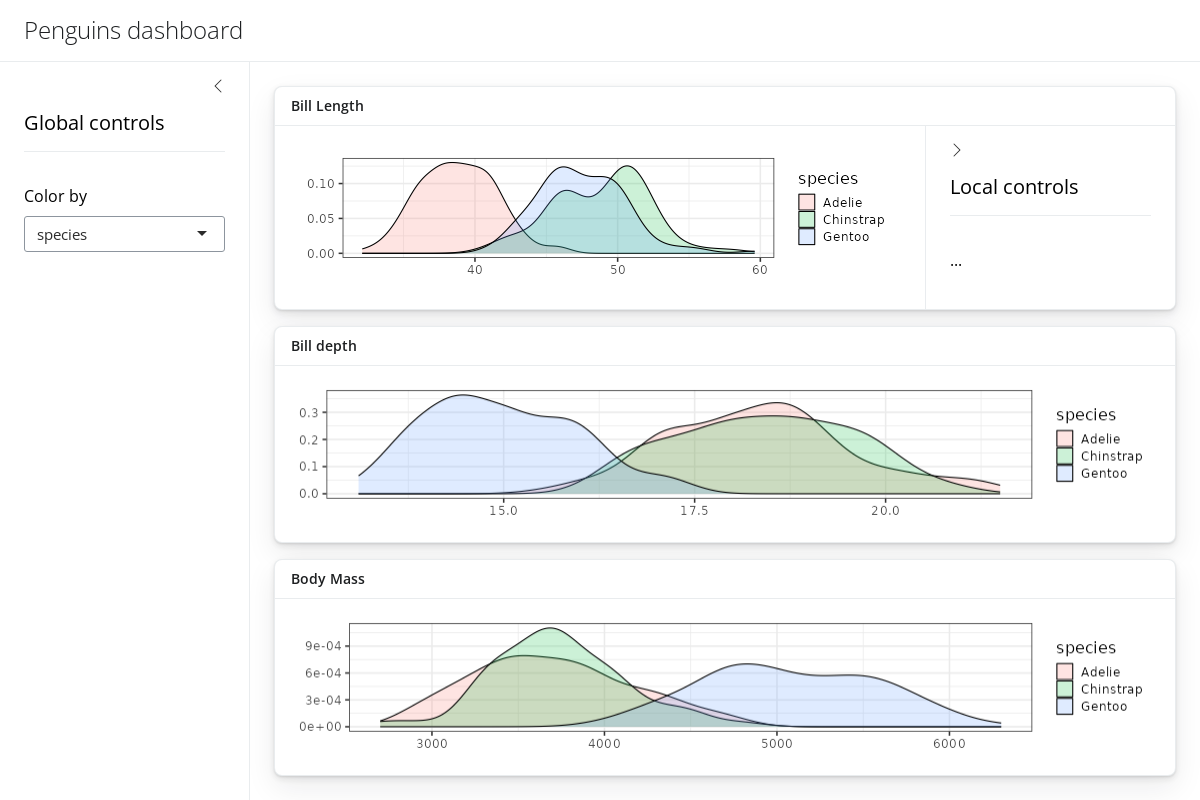 Penguins dashboard
Global controls
Color by
species
Bill Length
0.10
0.05
0.00
40 50 60
species
Adelie
Chinstrap
Gentoo
Local controls
...
Bill depth
0.3
0.2
0.1
0.0
15.0 17.5 20.0
species
Adelie
Chinstrap
Gentoo
Body Mass
9e-04
6e-04
3e-04
0e+00
3000 4000 5000 6000
species
Adelie
Chinstrap
Gentoo